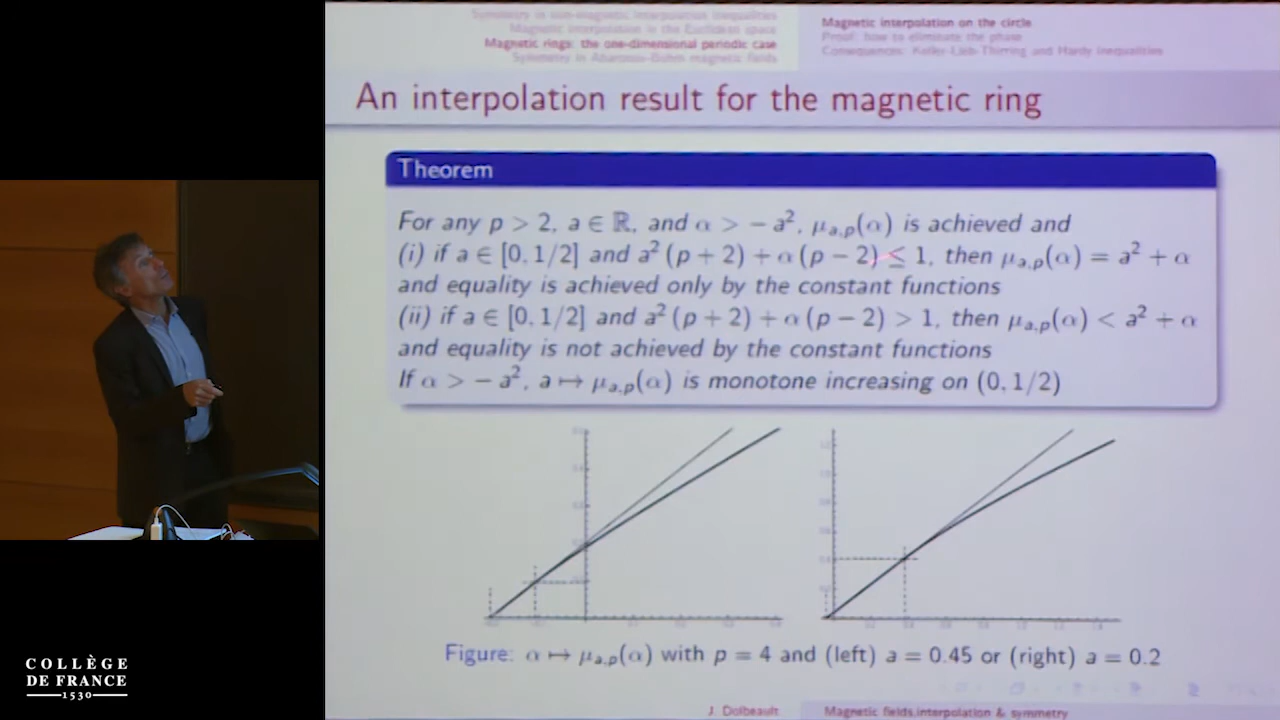 Symmetry in non-magnetic interpolation inequalities
Magnetic interpolation in the Euclidean space
Magnetic rings: the one-dimensional periodic case
Symmetry in Aharonov-Bohm magnetic fields
Magnetic interpolation on the circle
Proof: how to eliminate the phase
Consequences: Keller-Lieb-Thirring and Hardy inequalities
An interpolation result for the magnetic ring
Theorem
For any p > 2, a ∈ ℝ, and α > − a², μₐ,ₚ(α) is achieved and
(i) if a ∈ [0, 1/2] and a² (p + 2) + α (p − 2) ≤ 1, then μₐ,ₚ(α) = a² + α
and equality is achieved only by the constant functions
(ii) if a ∈ [0, 1/2] and a² (p + 2) + α (p − 2) > 1, then μₐ,ₚ(α) < a² + α
and equality is not achieved by the constant functions
If α > − a², a ↦ μₐ,ₚ(α) is monotone increasing on (0, 1/2)
Figure: α ↦ μₐ,ₚ(α) with p = 4 and (left) a = 0.45 or (right) a = 0.2
J. Dolbeault
Magnetic fields, interpolation & symmetry
COLLÈGE
DE FRANCE
1530